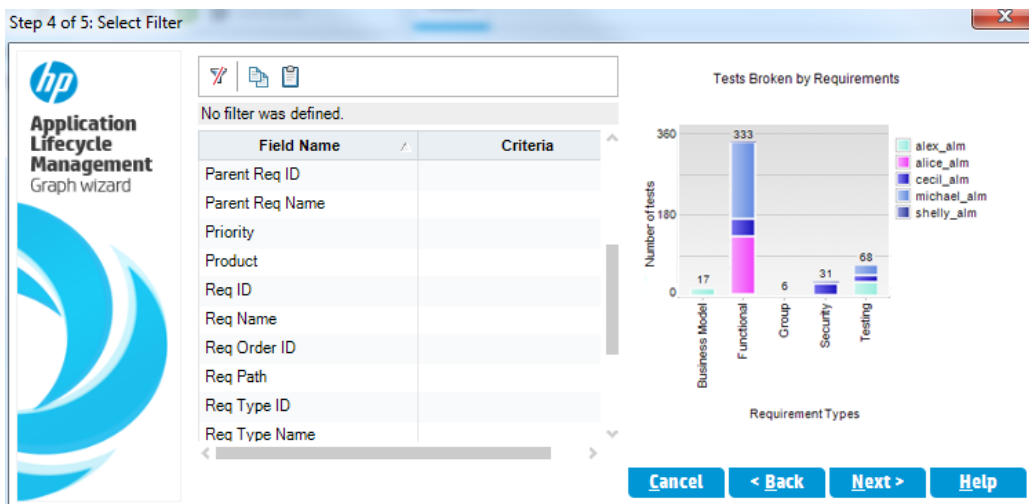 Step 4 of 5: Select Filter
hp
Application
Lifecycle
Management
Graph wizard
No filter was defined.
Field Name Criteria
Parent Req ID
Parent Req Name
Priority
Product
Req ID
Req Name
Req Order ID
Req Path
Req Type ID
Req Type Name
Tests Broken by Requirements
Number of tests
360
180
0
17
333
6
31
68
Business Model
Functional
Group
Security
Testing
Requirement Types
alex_alm
alice_alm
cecil_alm
michael_alm
shelly_alm
Cancel < Back Next > Help